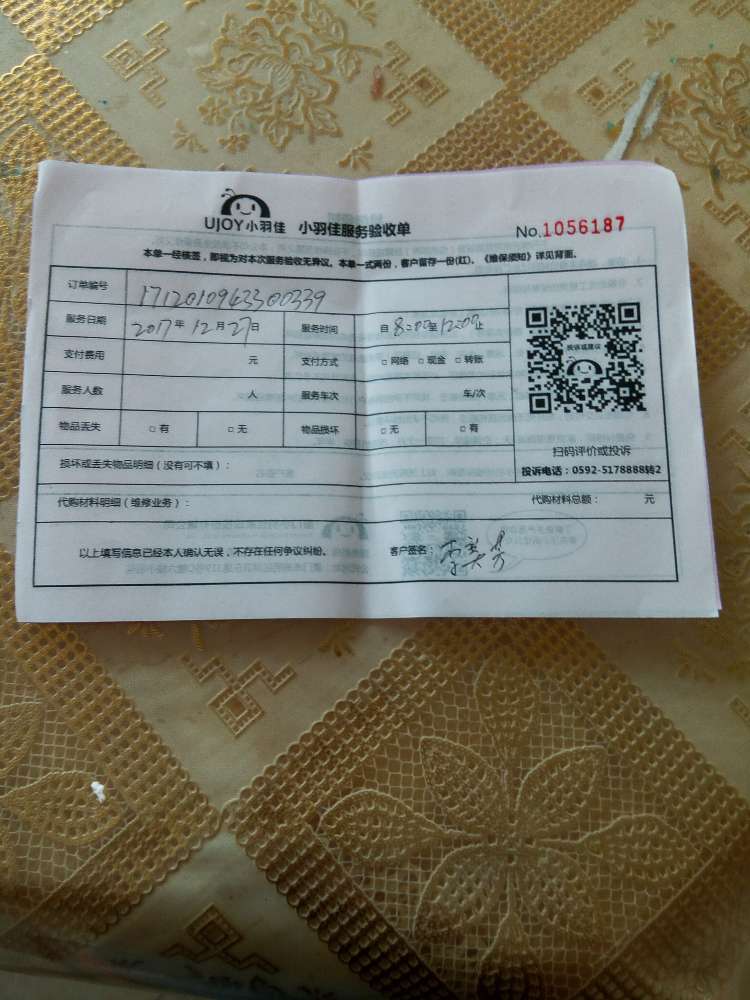 UJOY小羽佳 小羽佳服务验收单 No.1056187
本单一经核签,即视为对本次服务验收无异议。本单一式两份,客户留存一份(红)。《维保须知》详见背面。
订单编号
服务日期 2017年12月27日 服务时间 自8:00至12:00止
支付费用 元 支付方式 □网络 □现金 □转账
服务人数 人 服务车次 车/次
物品丢失 □有 □无 物品损坏 □无 □有
投诉或建议
扫码评价或投诉
投诉电话:0592-5178888转2
损坏或丢失物品明细(没有可不填):
代购材料明细(维修业务): 代购材料总额: 元
以上填写信息已经本人确认无误,不存在任何争议纠纷。 客户签名: